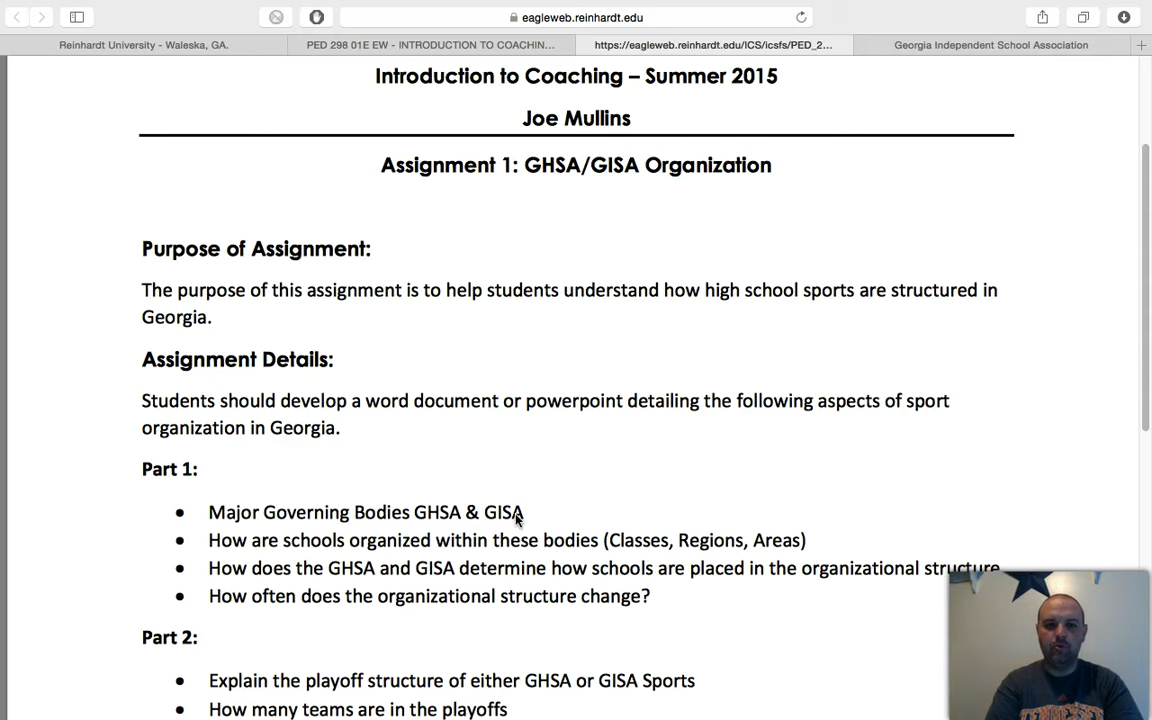 eagleweb.reinhardt.edu
Reinhardt University - Waleska, GA.
PED 298 01E EW - INTRODUCTION TO COACHIN...
https://eagleweb.reinhardt.edu/ICS/icsfs/PED_2...
Georgia Independent School Association
Introduction to Coaching – Summer 2015
Joe Mullins
Assignment 1: GHSA/GISA Organization
Purpose of Assignment:
The purpose of this assignment is to help students understand how high school sports are structured in
Georgia.
Assignment Details:
Students should develop a word document or powerpoint detailing the following aspects of sport
organization in Georgia.
Part 1:
• Major Governing Bodies GHSA & GISA
• How are schools organized within these bodies (Classes, Regions, Areas)
• How does the GHSA and GISA determine how schools are placed in the organizational structure
• How often does the organizational structure change?
Part 2:
• Explain the playoff structure of either GHSA or GISA Sports
• How many teams are in the playoffs